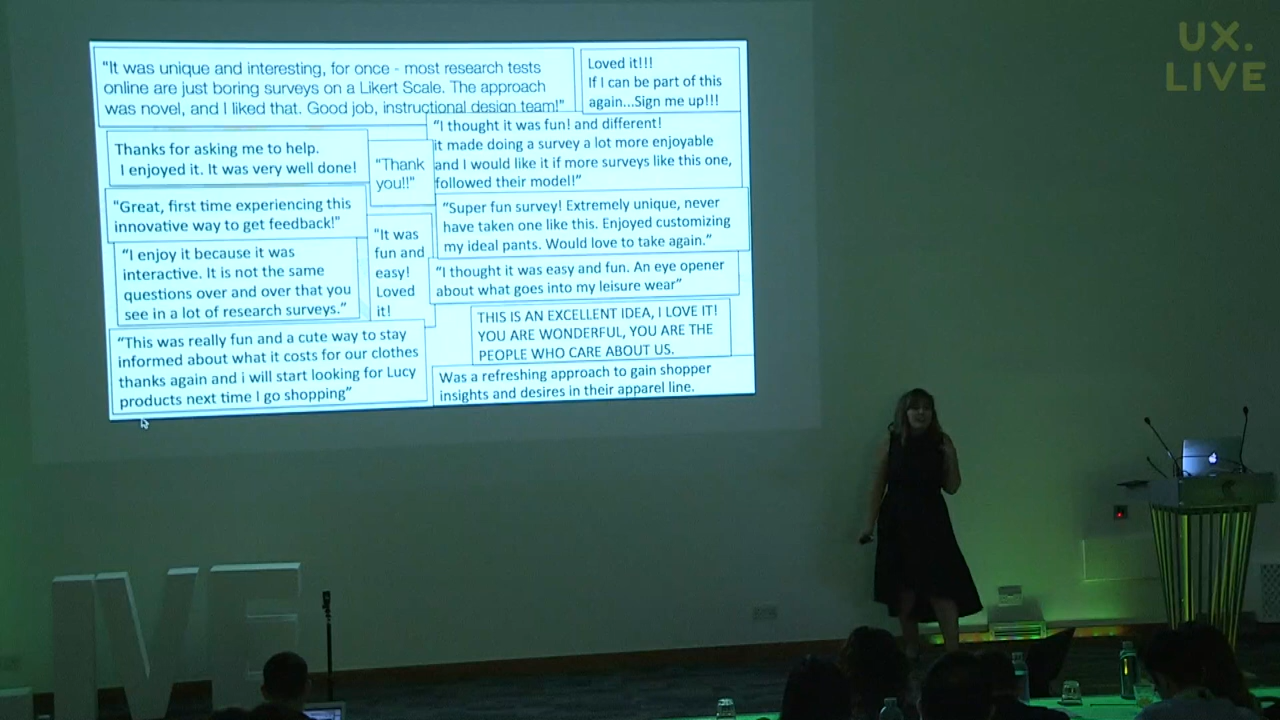 UX.
LIVE
"It was unique and interesting, for once - most research tests
online are just boring surveys on a Likert Scale. The approach
was novel, and I liked that. Good job, instructional design team!"
Loved it!!!
If I can be part of this
again...Sign me up!!!
Thanks for asking me to help.
I enjoyed it. It was very well done!
"Thank
you!!"
"I thought it was fun! and different!
it made doing a survey a lot more enjoyable
and I would like it if more surveys like this one,
followed their model!"
"Great, first time experiencing this
innovative way to get feedback!"
"Super fun survey! Extremely unique, never
have taken one like this. Enjoyed customizing
my ideal pants. Would love to take again."
"It was
fun and
easy!
Loved
it!
"I enjoy it because it was
interactive. It is not the same
questions over and over that you
see in a lot of research surveys."
"I thought it was easy and fun. An eye opener
about what goes into my leisure wear"
THIS IS AN EXCELLENT IDEA, I LOVE IT!
YOU ARE WONDERFUL, YOU ARE THE
PEOPLE WHO CARE ABOUT US.
"This was really fun and a cute way to stay
informed about what it costs for our clothes
thanks again and i will start looking for Lucy
products next time I go shopping"
Was a refreshing approach to gain shopper
insights and desires in their apparel line.
IVE